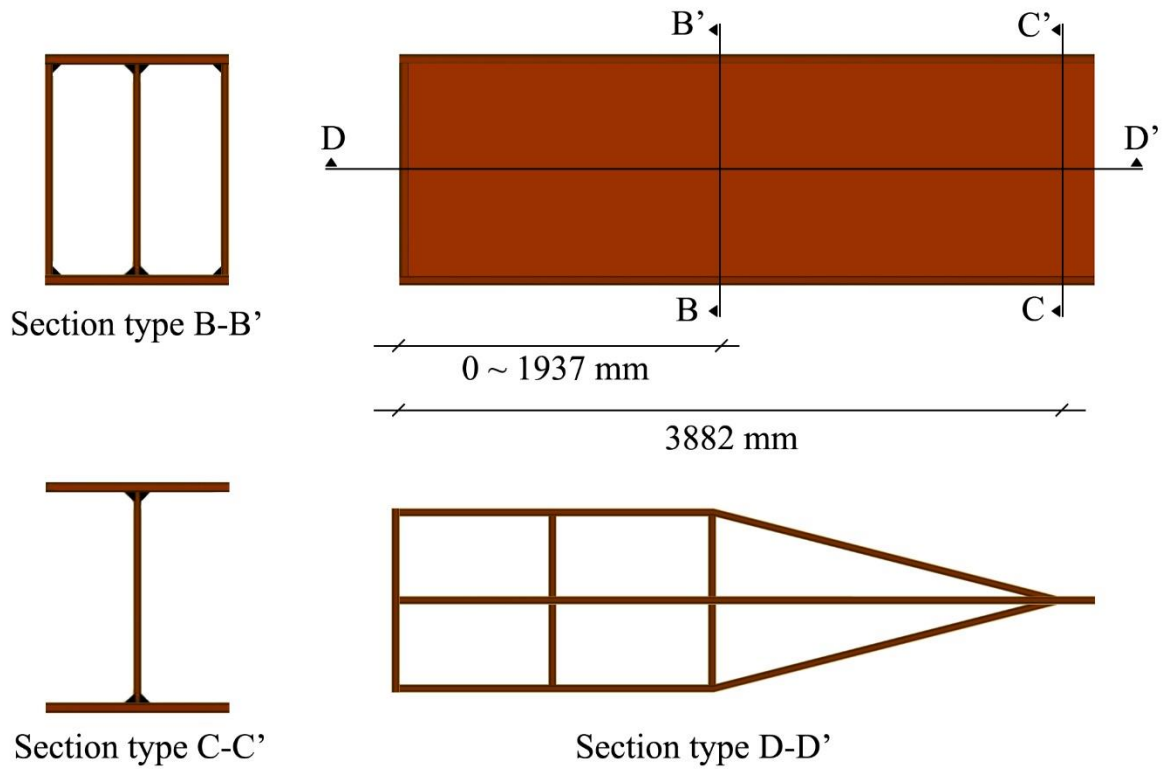 B’
C’
D
D’
B
C
Section type B-B’
0 ~ 1937 mm
3882 mm
Section type C-C’
Section type D-D’